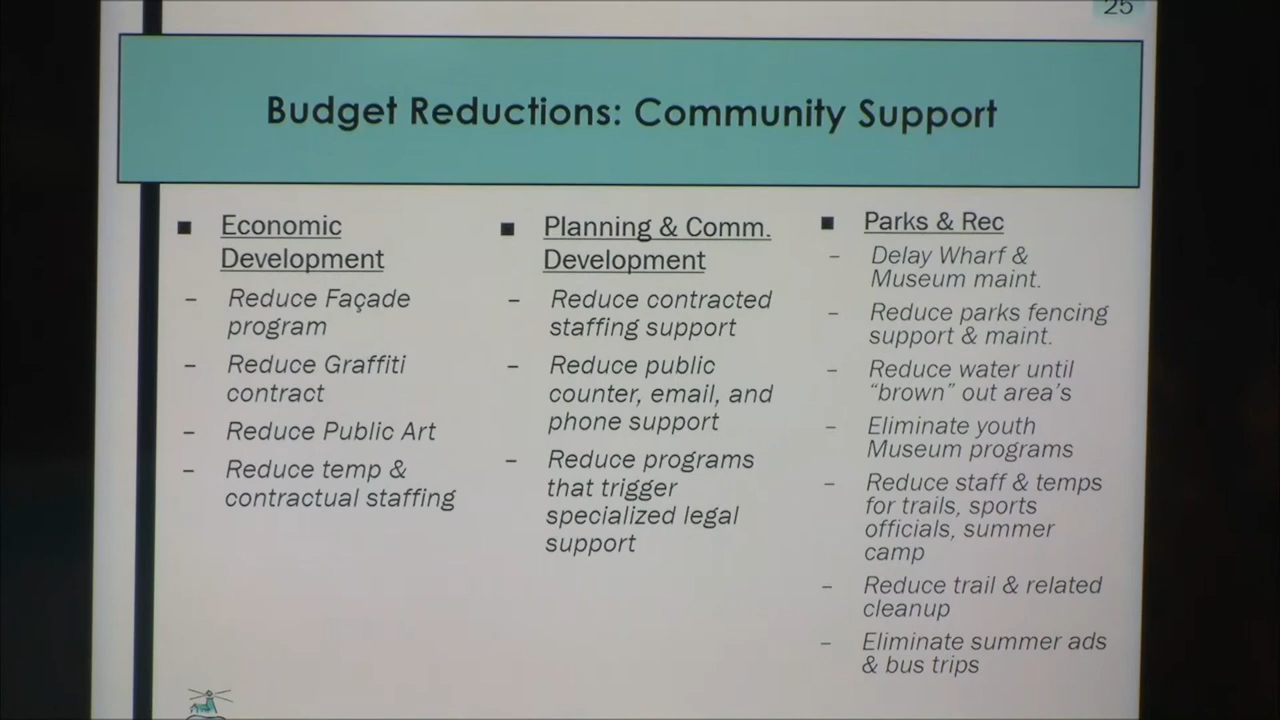 25
Budget Reductions: Community Support
■ Economic
Development
– Reduce Façade
program
– Reduce Graffiti
contract
– Reduce Public Art
– Reduce temp &
contractual staffing
■ Planning & Comm.
Development
– Reduce contracted
staffing support
– Reduce public
counter, email, and
phone support
– Reduce programs
that trigger
specialized legal
support
■ Parks & Rec
– Delay Wharf &
Museum maint.
– Reduce parks fencing
support & maint.
– Reduce water until
“brown” out area’s
– Eliminate youth
Museum programs
– Reduce staff & temps
for trails, sports
officials, summer
camp
– Reduce trail & related
cleanup
– Eliminate summer ads
& bus trips